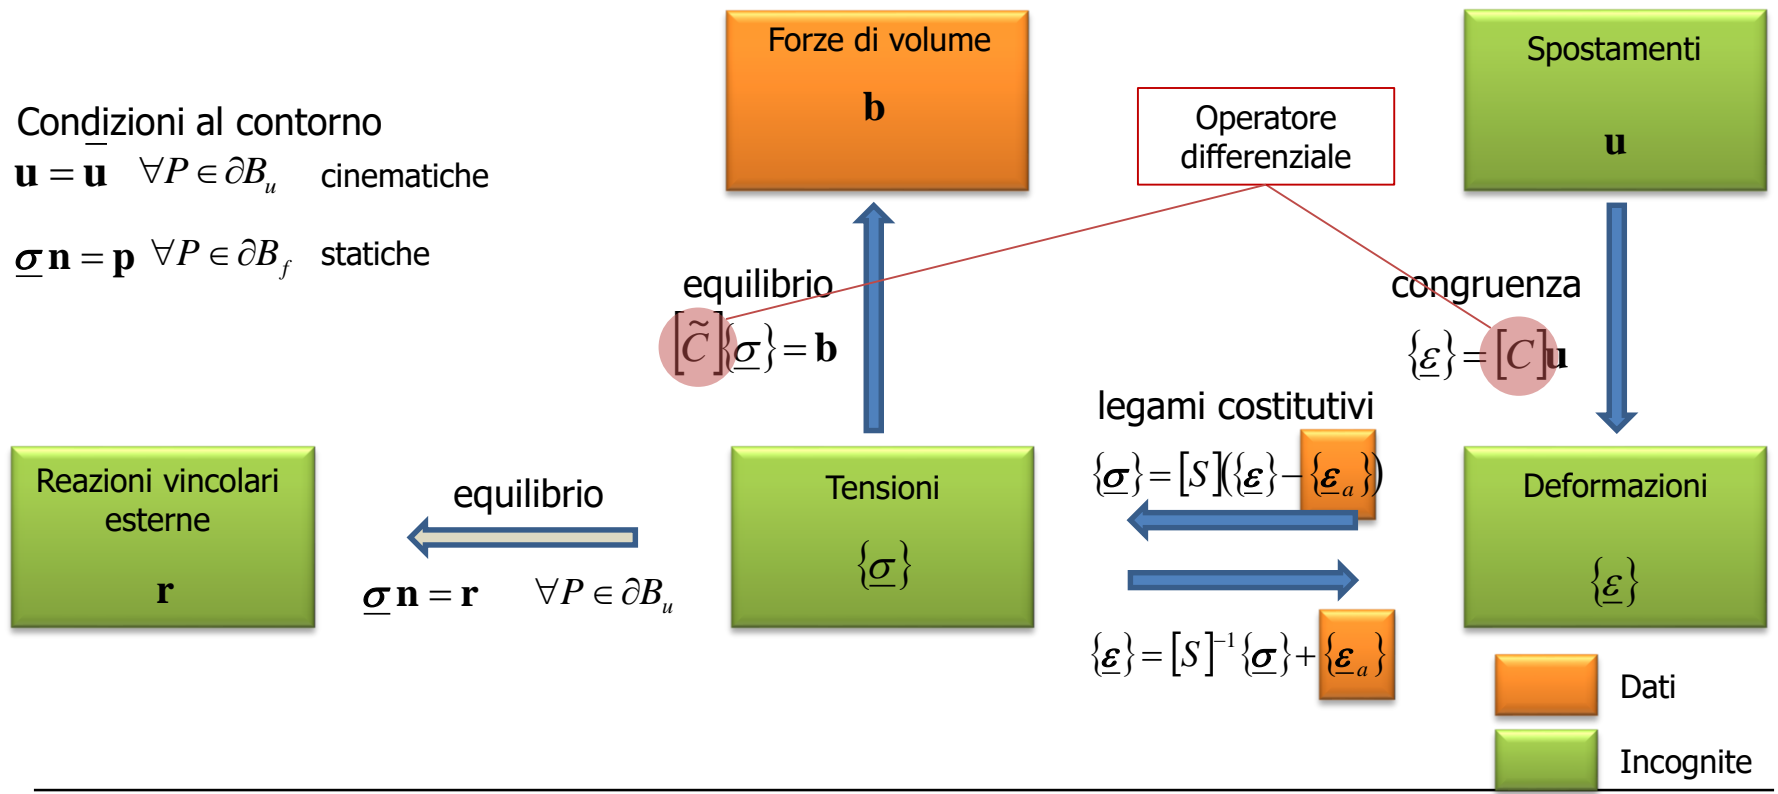 Forze di volume
b
Spostamenti
u
Operatore
differenziale
Condizioni al contorno
u = u̅ ∀P ∈ ∂B_u cinematiche
σ n = p ∀P ∈ ∂B_f statiche
equilibrio
[C̃]{σ} = b
congruenza
{ε} = [C]u
legami costitutivi
{σ} = [S]({ε} − {ε_a})
Reazioni vincolari
esterne
r
equilibrio
σ n = r ∀P ∈ ∂B_u
Tensioni
{σ}
Deformazioni
{ε}
{ε} = [S]⁻¹{σ} + {ε_a}
Dati
Incognite